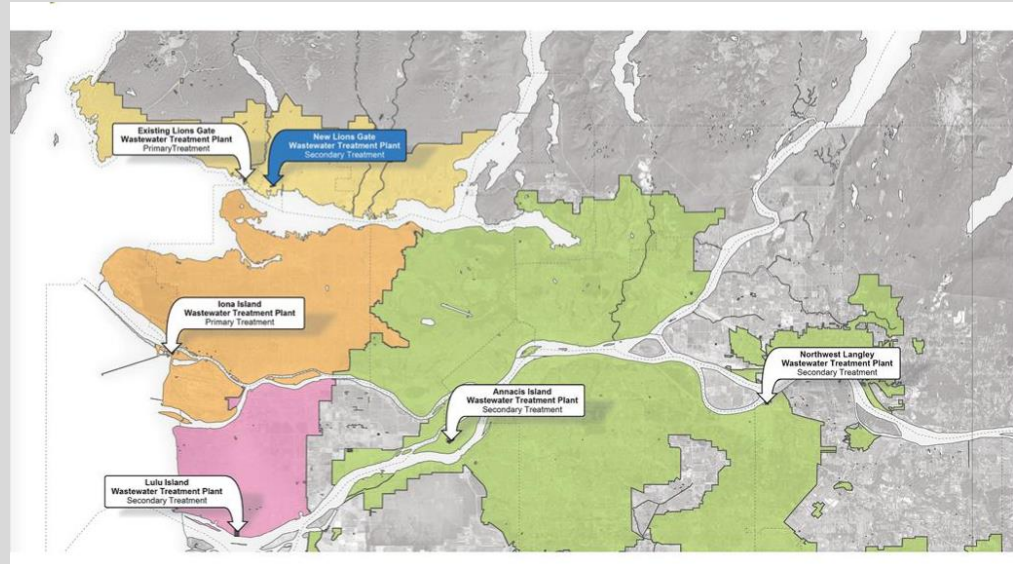 Existing Lions Gate
Wastewater Treatment Plant
PrimaryTreatment
New Lions Gate
Wastewater Treatment Plant
Secondary Treatment
Iona Island
Wastewater Treatment Plant
Primary Treatment
Northwest Langley
Wastewater Treatment Plant
Secondary Treatment
Annacis Island
Wastewater Treatment Plant
Secondary Treatment
Lulu Island
Wastewater Treatment Plant
Secondary Treatment